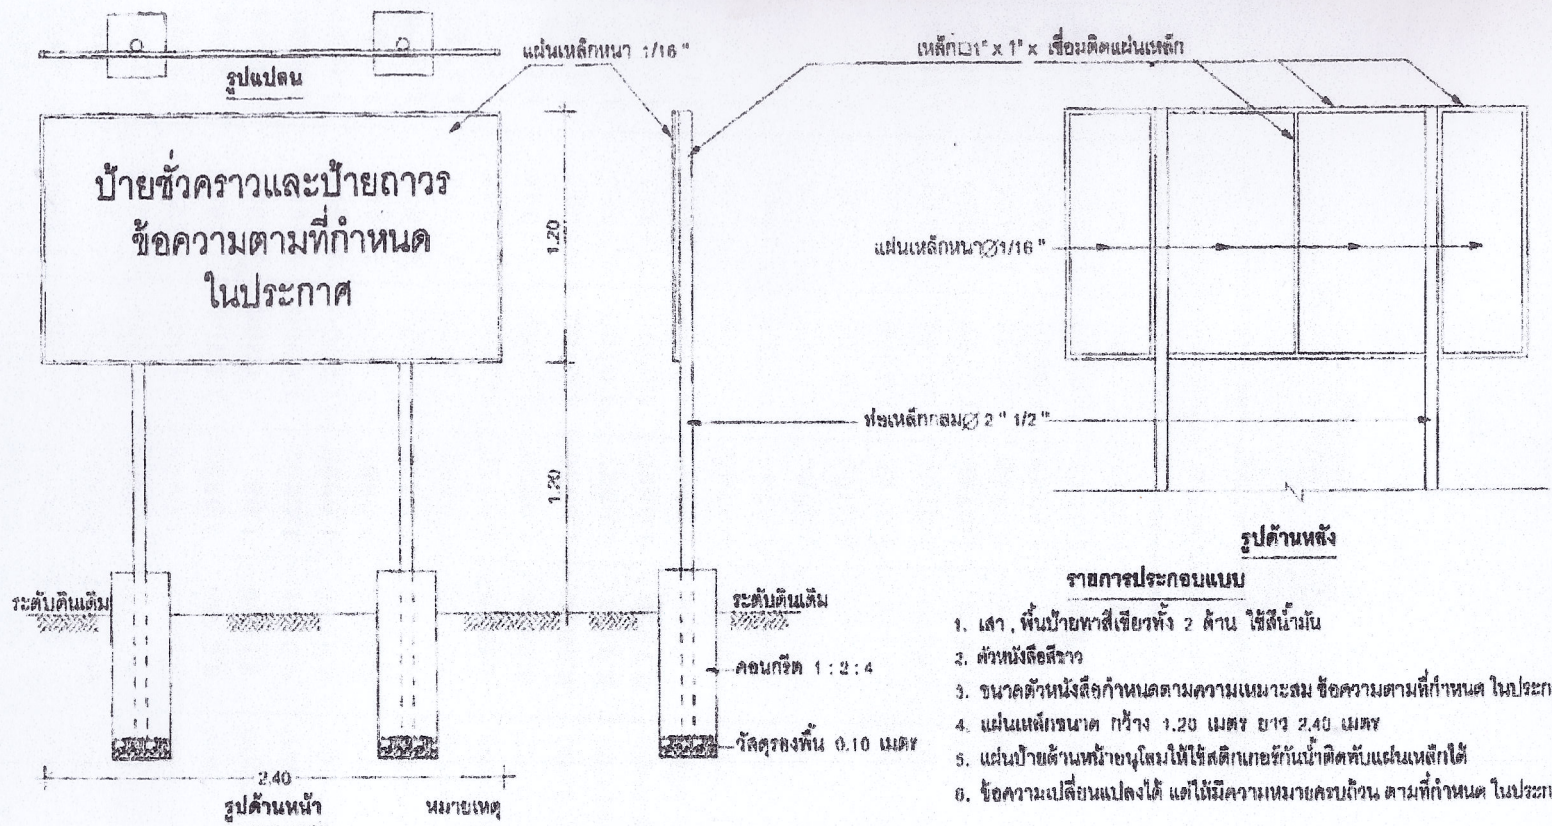 รูปแปลน
แผ่นเหล็กหนา 1/16 "
เหล็ก□1" x 1" x เชื่อมติดแผ่นเหล็ก
ป้ายชั่วคราวและป้ายถาวร
ข้อความตามที่กำหนด
ในประกาศ
1.20
แผ่นเหล็กหนา∅1/16 "
ท่อเหล็กกลม∅ 2 " 1/2 "
1.20
รูปด้านหลัง
ระดับดินเดิม
ระดับดินเดิม
คอนกรีต 1 : 2 : 4
วัสดุรองพื้น 0.10 เมตร
2.40
รูปด้านหน้า
หมายเหตุ
รายการประกอบแบบ
1. เสา , พื้นป้ายทาสีเขียวทั้ง 2 ด้าน ใช้สีน้ำมัน
2. ตัวหนังสือสีขาว
3. ขนาดตัวหนังสือกำหนดตามความเหมาะสม ข้อความตามที่กำหนด ในประก
4. แผ่นเหล็กขนาด กว้าง 1.20 เมตร ยาว 2.40 เมตร
5. แผ่นป้ายด้านหน้าอนุโลมให้ใช้สติกเกอร์กันน้ำติดทับแผ่นเหล็กได้
6. ข้อความเปลี่ยนแปลงได้ แต่ให้มีความหมายครบถ้วน ตามที่กำหนด ในประก